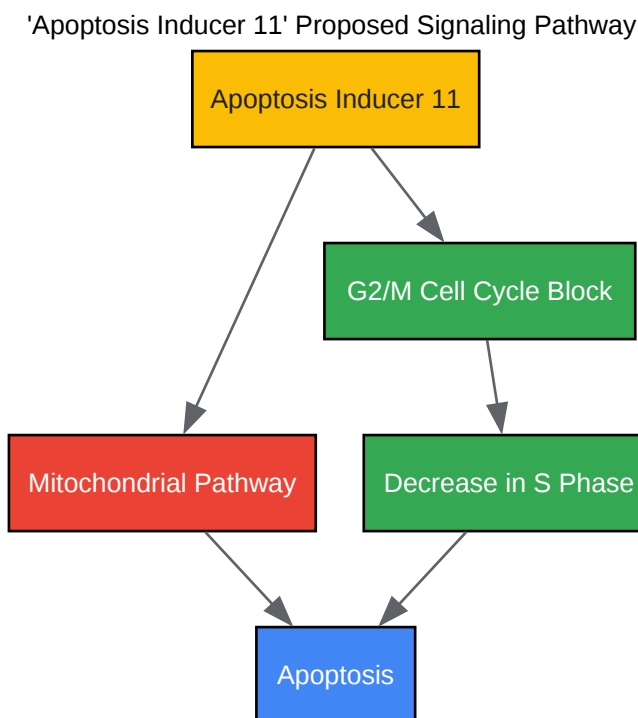 'Apoptosis Inducer 11' Proposed Signaling Pathway
Apoptosis Inducer 11
G2/M Cell Cycle Block
Mitochondrial Pathway
Decrease in S Phase
Apoptosis